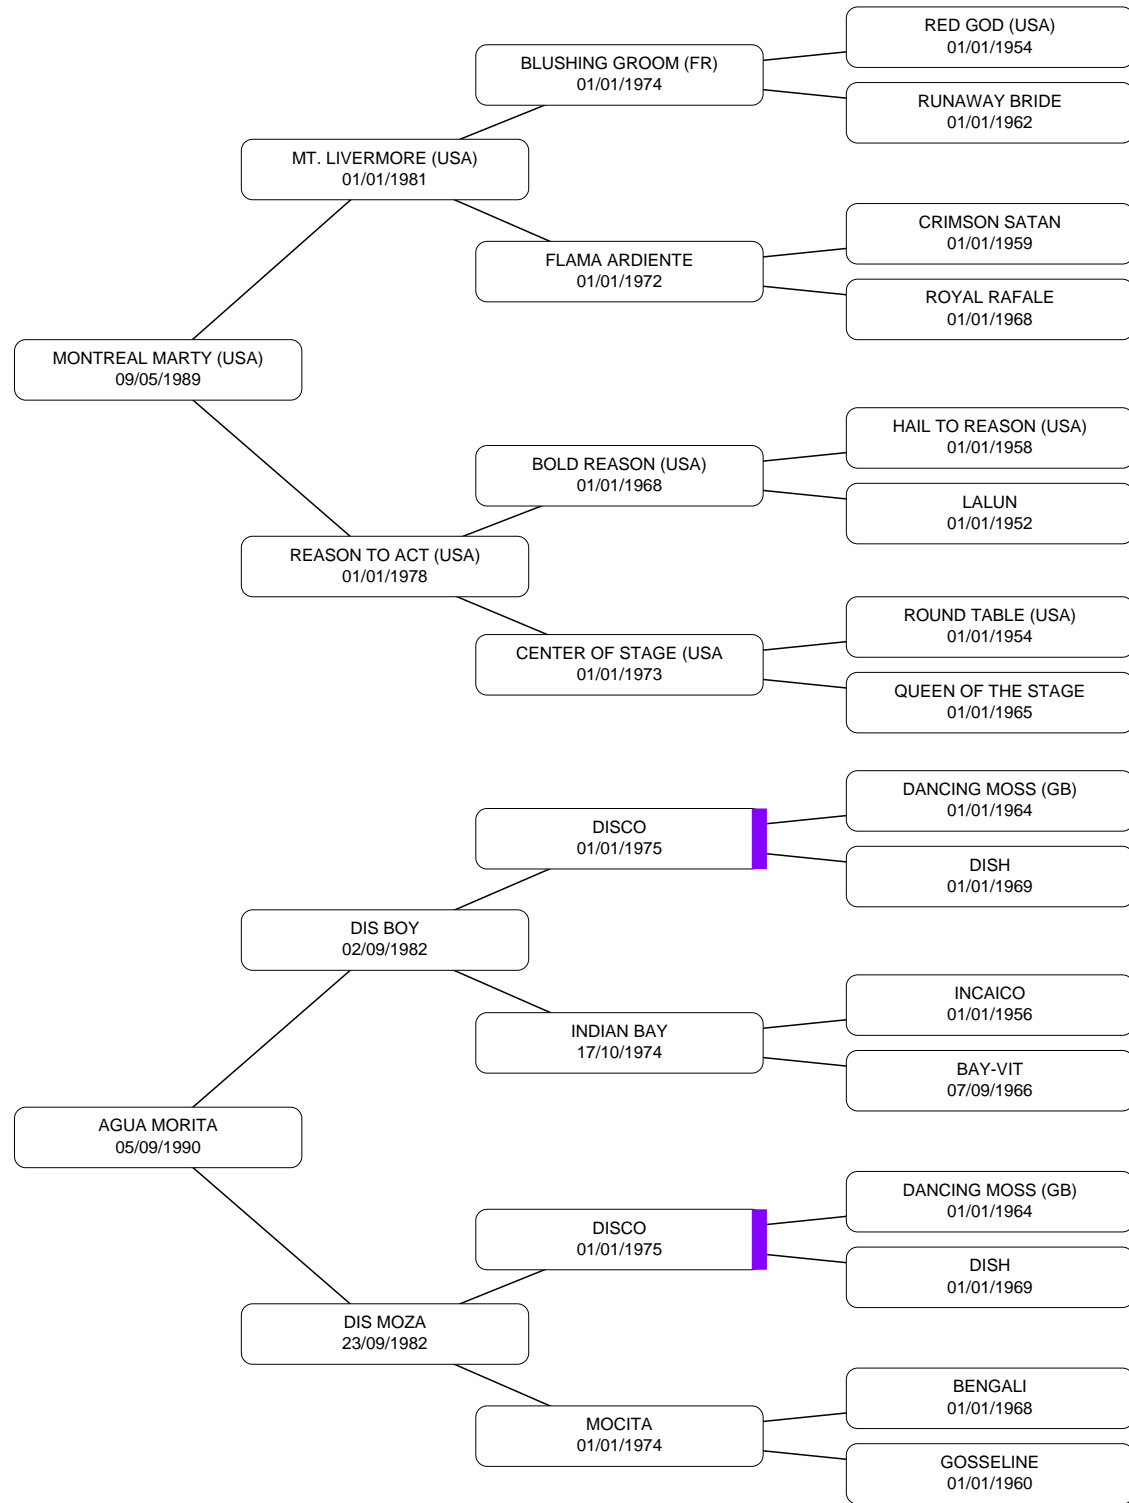 RED GOD (USA)
01/01/1954
BLUSHING GROOM (FR)
01/01/1974
RUNAWAY BRIDE
01/01/1962
MT. LIVERMORE (USA)
01/01/1981
CRIMSON SATAN
01/01/1959
FLAMA ARDIENTE
01/01/1972
ROYAL RAFALE
01/01/1968
MONTREAL MARTY (USA)
09/05/1989
HAIL TO REASON (USA)
01/01/1958
BOLD REASON (USA)
01/01/1968
LALUN
01/01/1952
REASON TO ACT (USA)
01/01/1978
ROUND TABLE (USA)
01/01/1954
CENTER OF STAGE (USA
01/01/1973
QUEEN OF THE STAGE
01/01/1965
DANCING MOSS (GB)
01/01/1964
DISCO
01/01/1975
DISH
01/01/1969
DIS BOY
02/09/1982
INCAICO
01/01/1956
INDIAN BAY
17/10/1974
BAY-VIT
07/09/1966
AGUA MORITA
05/09/1990
DANCING MOSS (GB)
01/01/1964
DISCO
01/01/1975
DISH
01/01/1969
DIS MOZA
23/09/1982
BENGALI
01/01/1968
MOCITA
01/01/1974
GOSSELINE
01/01/1960